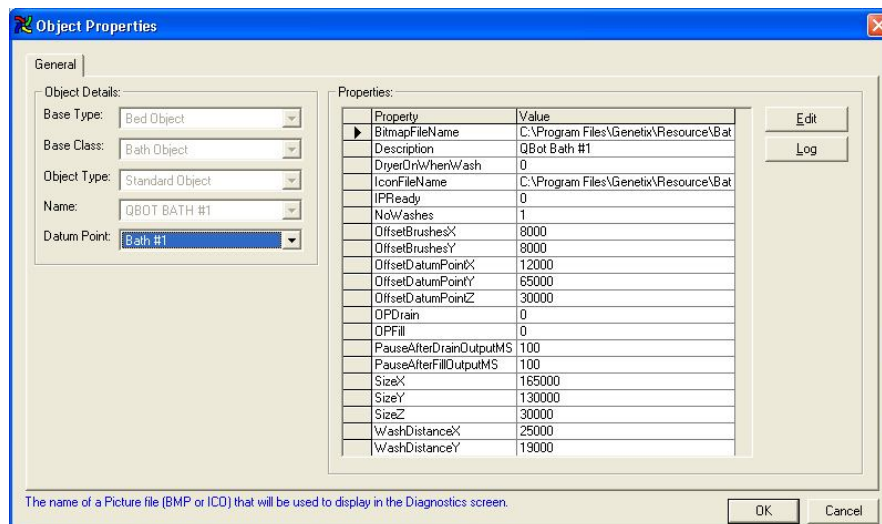 Object Properties
General
Object Details:
Base Type: Bed Object
Base Class: Bath Object
Object Type: Standard Object
Name: QBOT BATH #1
Datum Point: Bath #1
Properties:
Property Value
BitmapFileName C:\Program Files\Genetix\Resource\Bat
Description QBot Bath #1
DryerOnWhenWash 0
IconFileName C:\Program Files\Genetix\Resource\Bat
IPReady 0
NoWashes 1
OffsetBrushesX 8000
OffsetBrushesY 8000
OffsetDatumPointX 12000
OffsetDatumPointY 65000
OffsetDatumPointZ 30000
OPDrain 0
OPFill 0
PauseAfterDrainOutputMS 100
PauseAfterFillOutputMS 100
SizeX 165000
SizeY 130000
SizeZ 30000
WashDistanceX 25000
WashDistanceY 19000
Edit
Log
The name of a Picture file (BMP or ICO) that will be used to display in the Diagnostics screen.
OK
Cancel